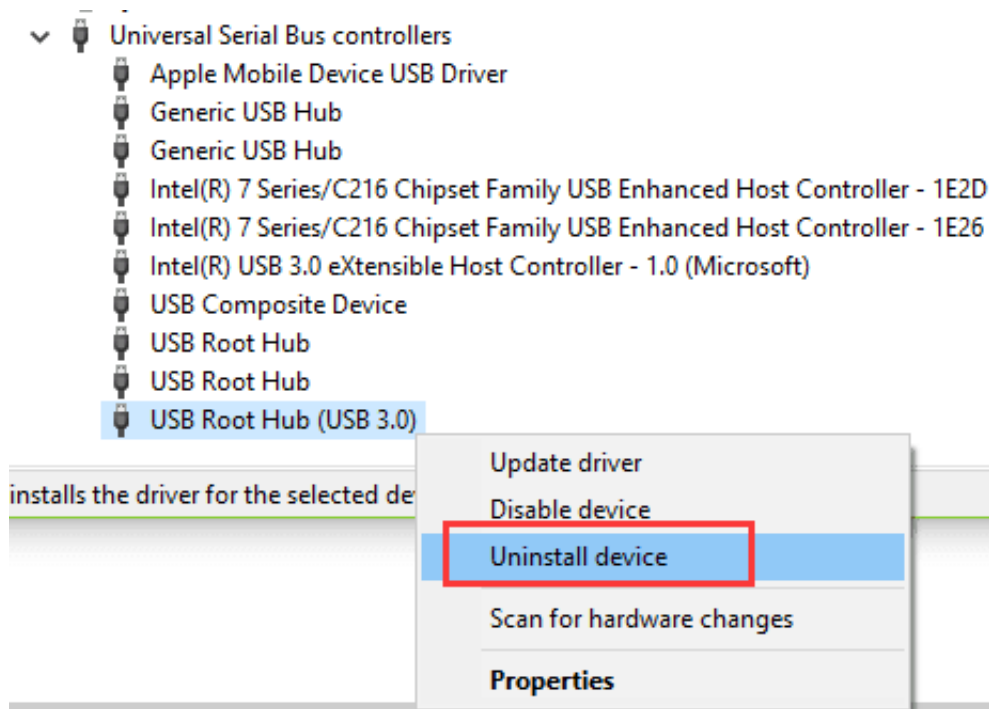 Universal Serial Bus controllers
Apple Mobile Device USB Driver
Generic USB Hub
Generic USB Hub
Intel(R) 7 Series/C216 Chipset Family USB Enhanced Host Controller - 1E2D
Intel(R) 7 Series/C216 Chipset Family USB Enhanced Host Controller - 1E26
Intel(R) USB 3.0 eXtensible Host Controller - 1.0 (Microsoft)
USB Composite Device
USB Root Hub
USB Root Hub
USB Root Hub (USB 3.0)
Update driver
installs the driver for the selected
Disable device
Uninstall device
Scan for hardware changes
Properties